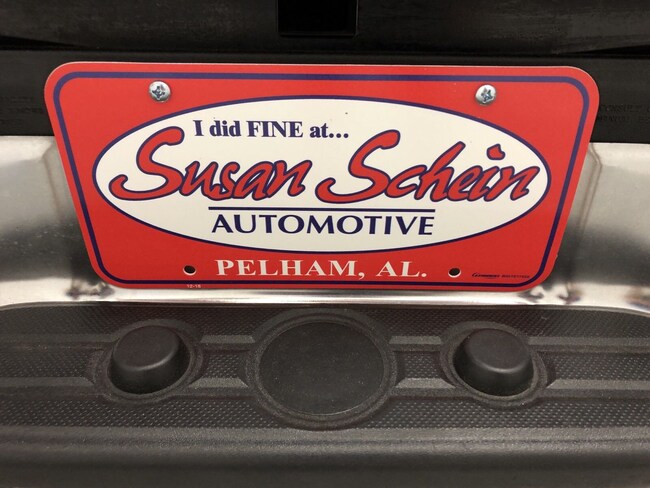 I did FINE at...
Susan Schein
AUTOMOTIVE
PELHAM, AL.